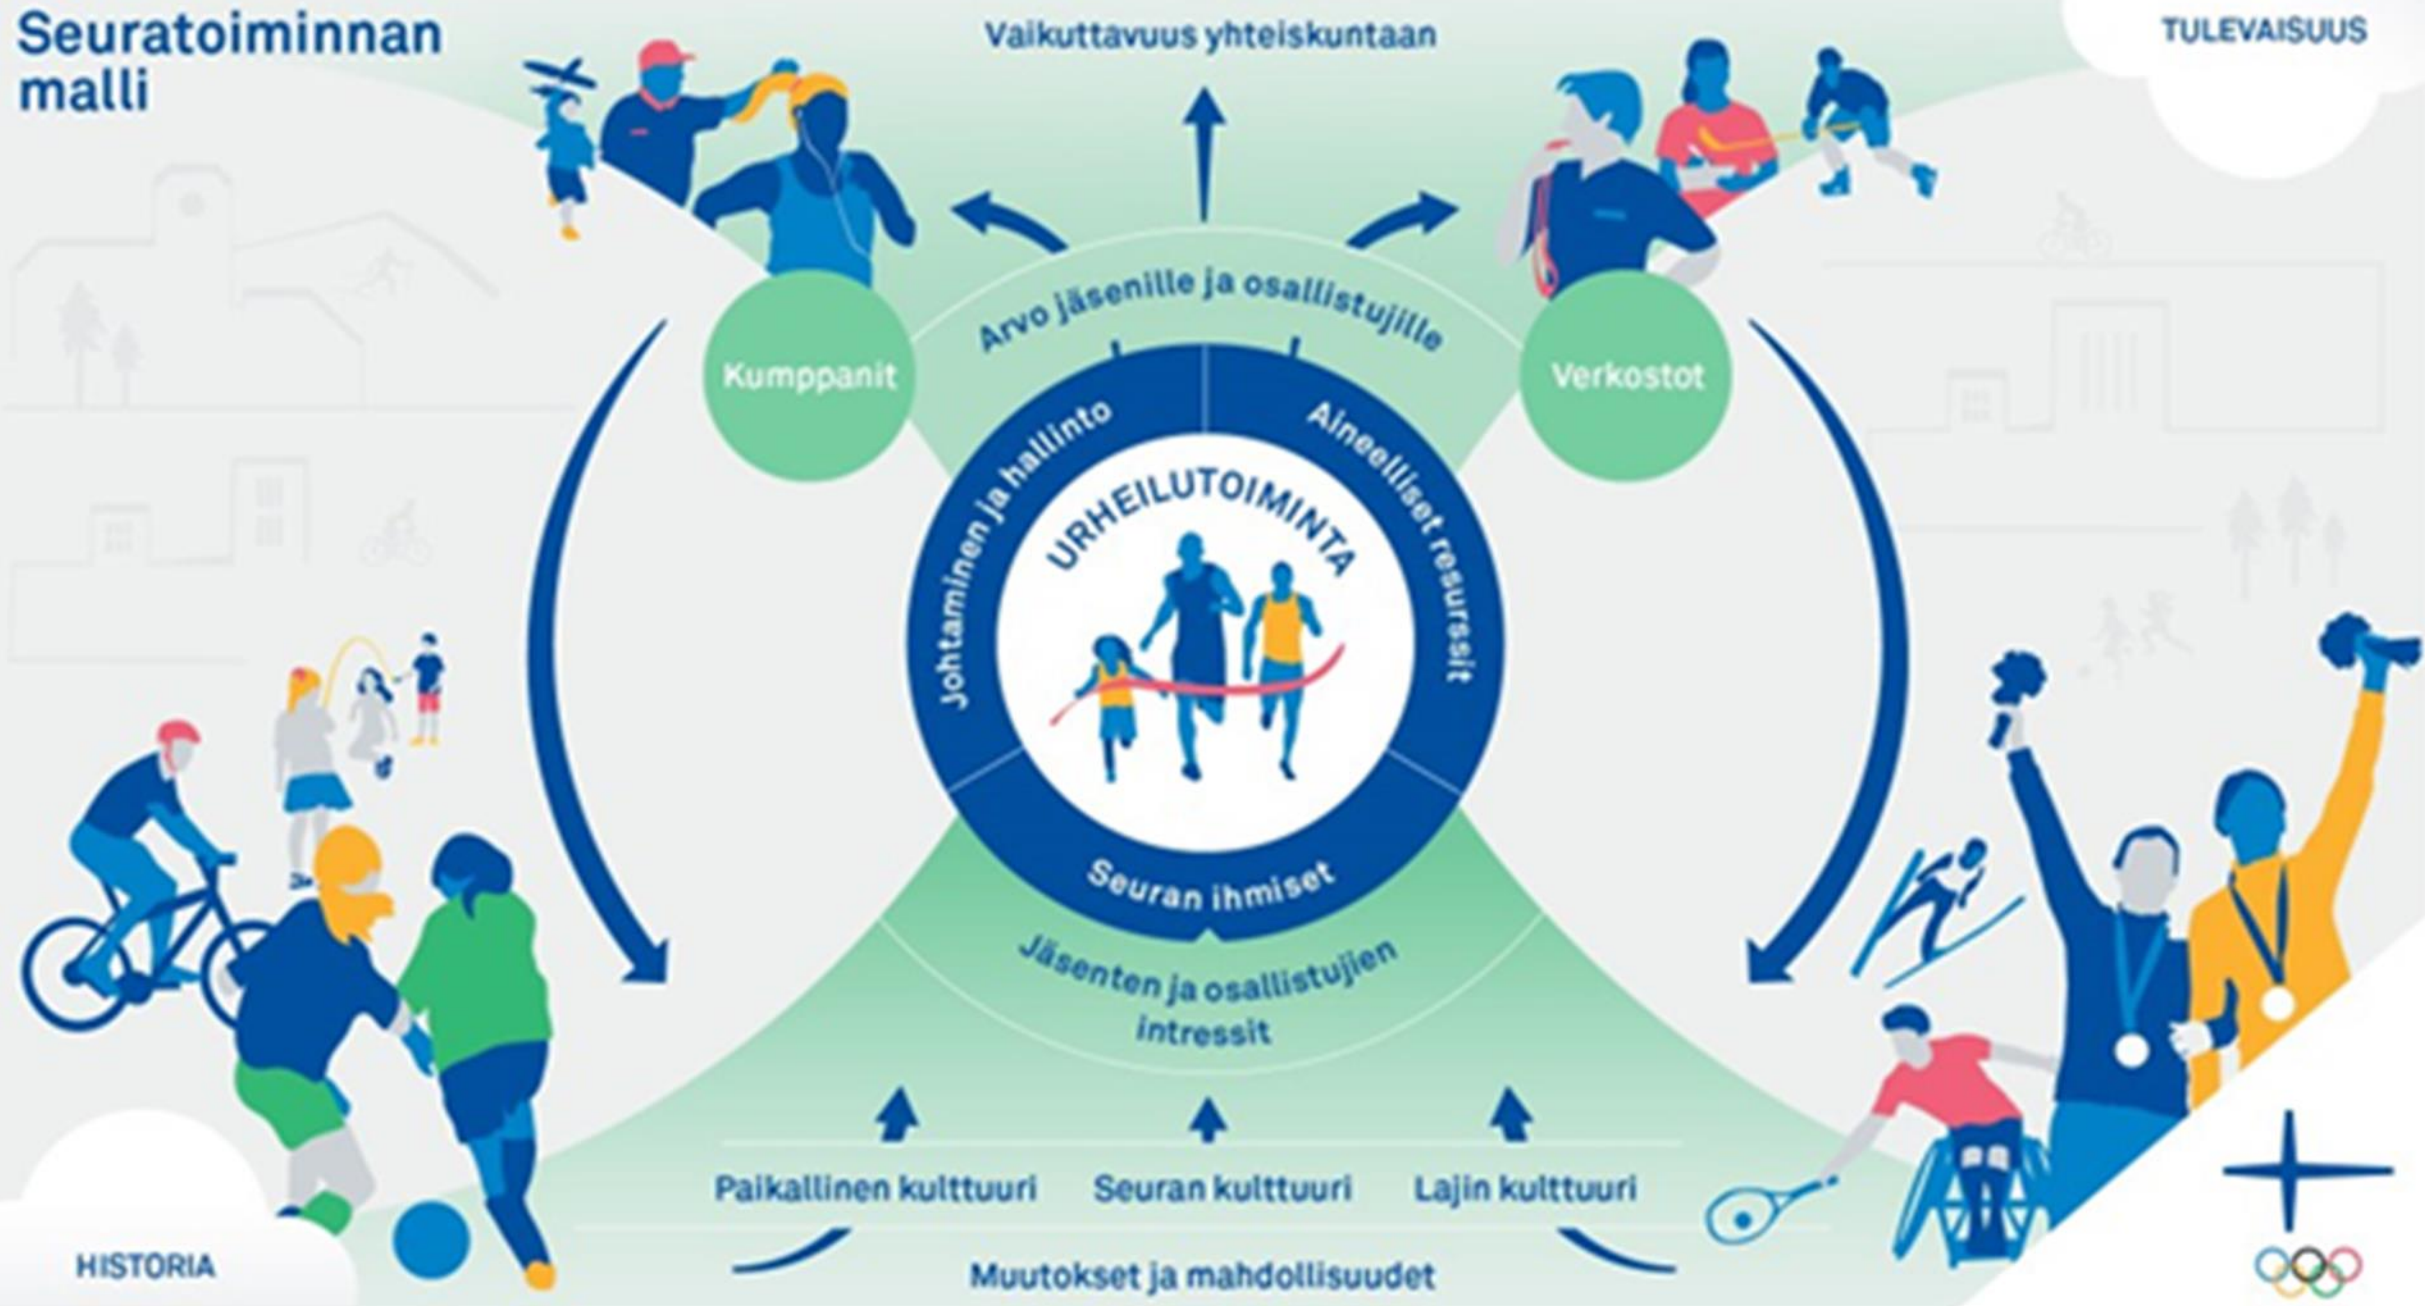 Seuratoiminnan
malli
Vaikuttavuus yhteiskuntaan
TULEVAISUUS
Arvo jäsenille ja osallistujille
Kumppanit
Verkostot
Johtaminen ja hallinto
Aineelliset resurssit
URHEILUTOIMINTA
Seuran ihmiset
Jäsenten ja osallistujien
intressit
Paikallinen kulttuuri
Seuran kulttuuri
Lajin kulttuuri
HISTORIA
Muutokset ja mahdollisuudet